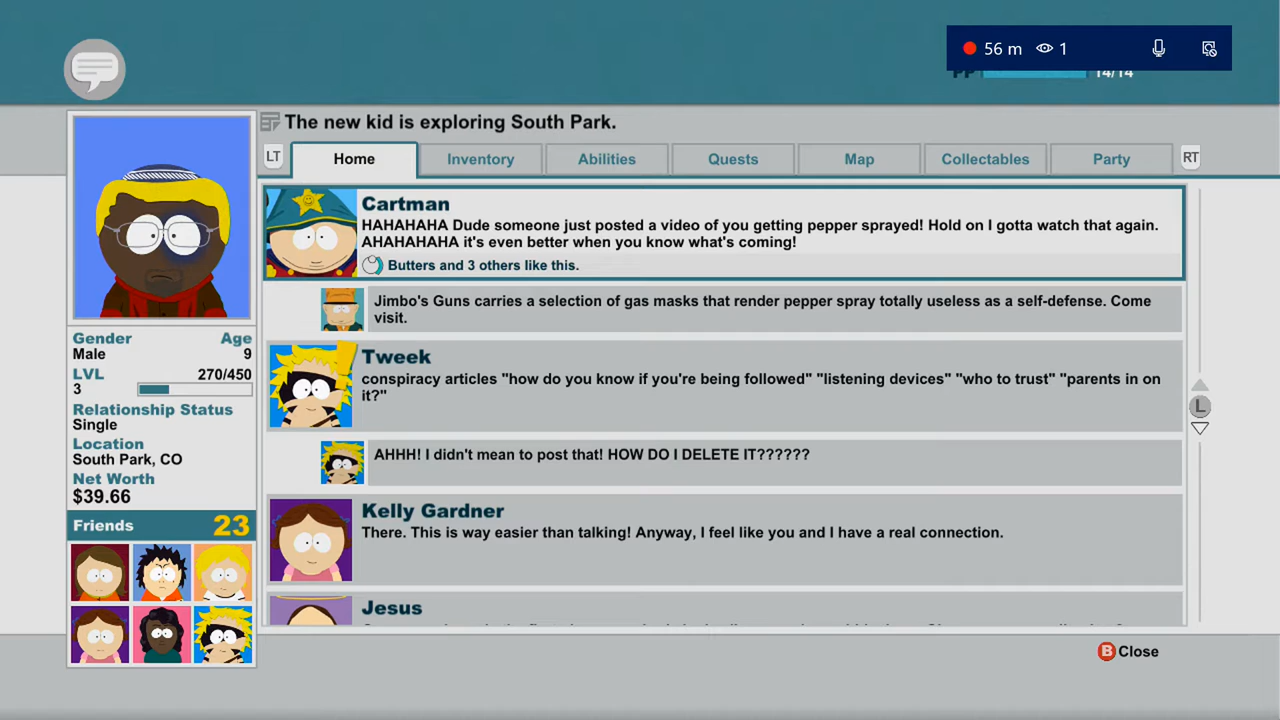 56 m 1
PP 14/14
The new kid is exploring South Park.
LT Home Inventory Abilities Quests Map Collectables Party RT
Cartman
HAHAHAHA Dude someone just posted a video of you getting pepper sprayed! Hold on I gotta watch that again.
AHAHAHAHA it's even better when you know what's coming!
Butters and 3 others like this.
Jimbo's Guns carries a selection of gas masks that render pepper spray totally useless as a self-defense. Come
visit.
Tweek
conspiracy articles "how do you know if you're being followed" "listening devices" "who to trust" "parents in on
it?"
AHHH! I didn't mean to post that! HOW DO I DELETE IT??????
Kelly Gardner
There. This is way easier than talking! Anyway, I feel like you and I have a real connection.
Jesus
L
Gender Age
Male 9
LVL 270/450
3
Relationship Status
Single
Location
South Park, CO
Net Worth
$39.66
Friends 23
B Close